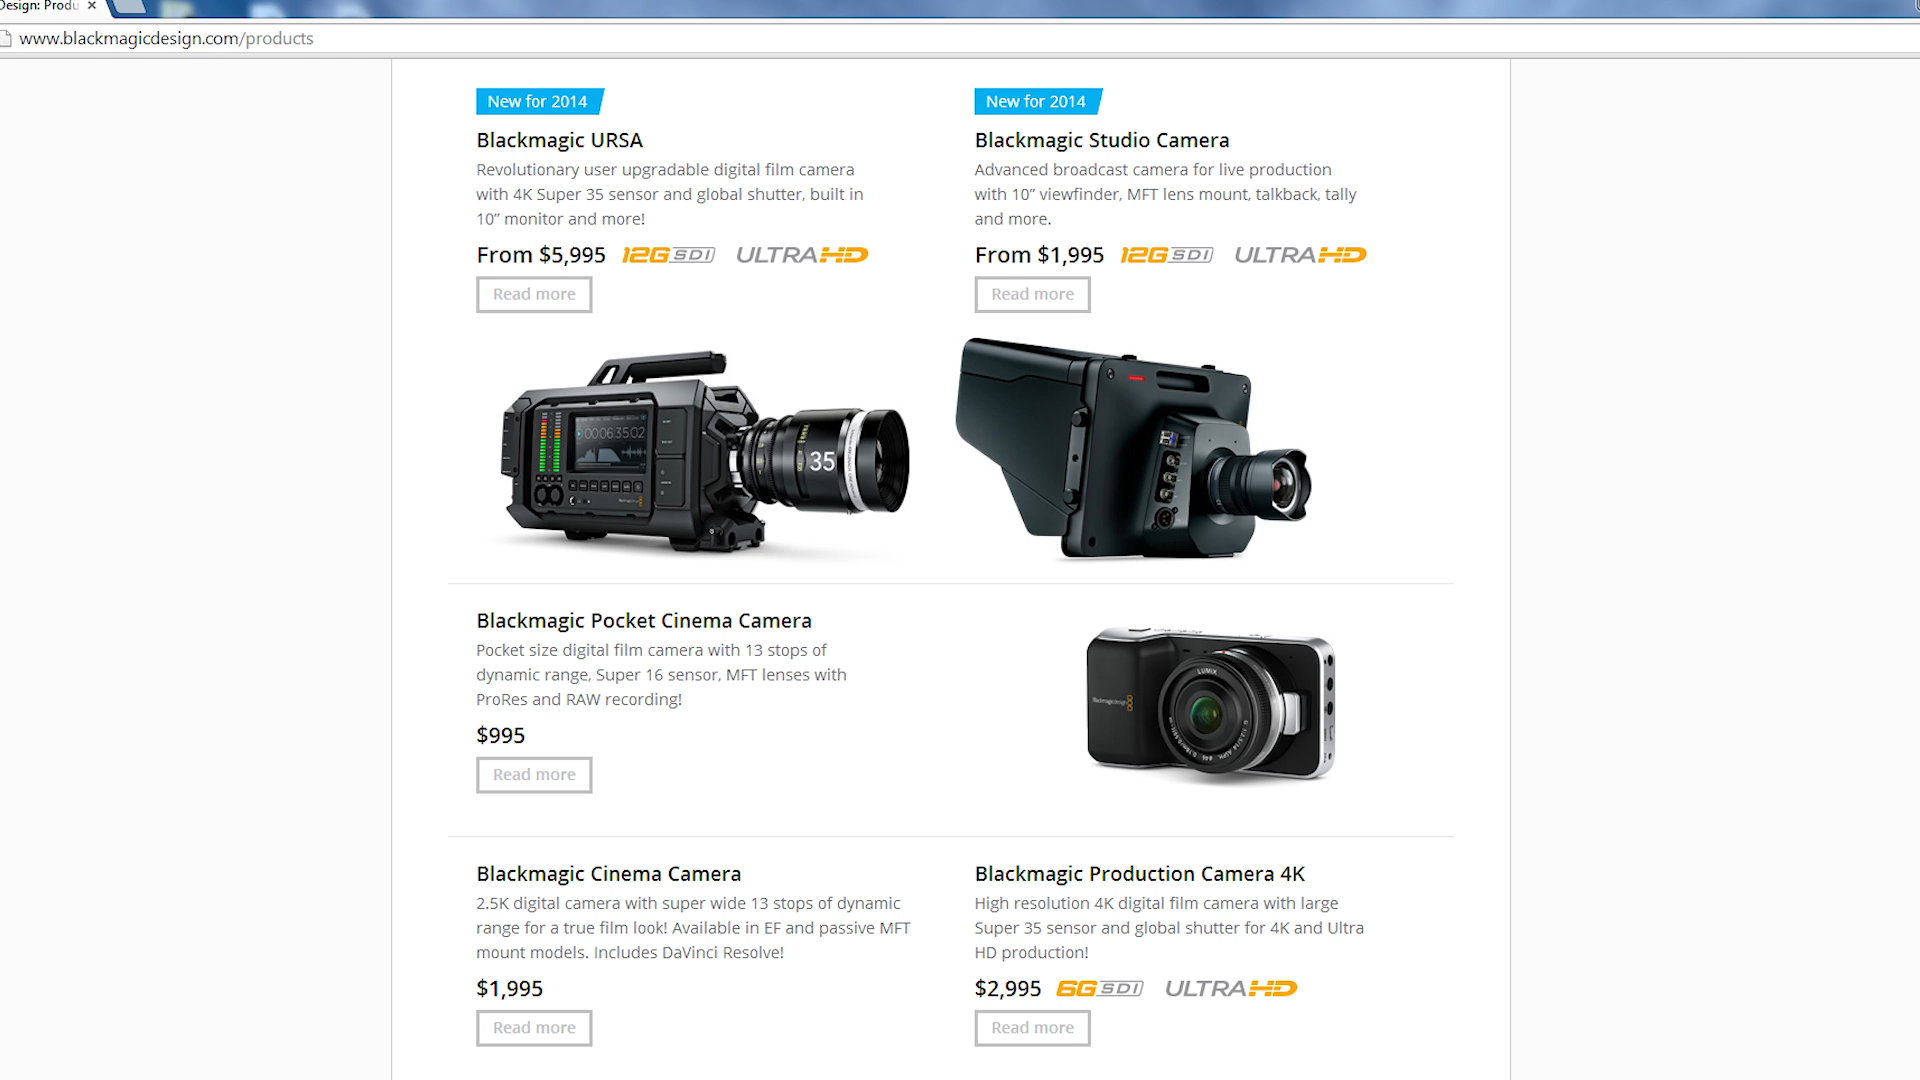 Design: Produ
www.blackmagicdesign.com/products
New for 2014
Blackmagic URSA
Revolutionary user upgradable digital film camera
with 4K Super 35 sensor and global shutter, built in
10” monitor and more!
From $5,995 12G SDI ULTRA HD
Read more
New for 2014
Blackmagic Studio Camera
Advanced broadcast camera for live production
with 10” viewfinder, MFT lens mount, talkback, tally
and more.
From $1,995 12G SDI ULTRA HD
Read more
00:06:35:02
35
Blackmagic Pocket Cinema Camera
Pocket size digital film camera with 13 stops of
dynamic range, Super 16 sensor, MFT lenses with
ProRes and RAW recording!
$995
Read more
LUMIX
Blackmagicdesign
Blackmagic Cinema Camera
2.5K digital camera with super wide 13 stops of dynamic
range for a true film look! Available in EF and passive MFT
mount models. Includes DaVinci Resolve!
$1,995
Read more
Blackmagic Production Camera 4K
High resolution 4K digital film camera with large
Super 35 sensor and global shutter for 4K and Ultra
HD production!
$2,995 6G SDI ULTRA HD
Read more